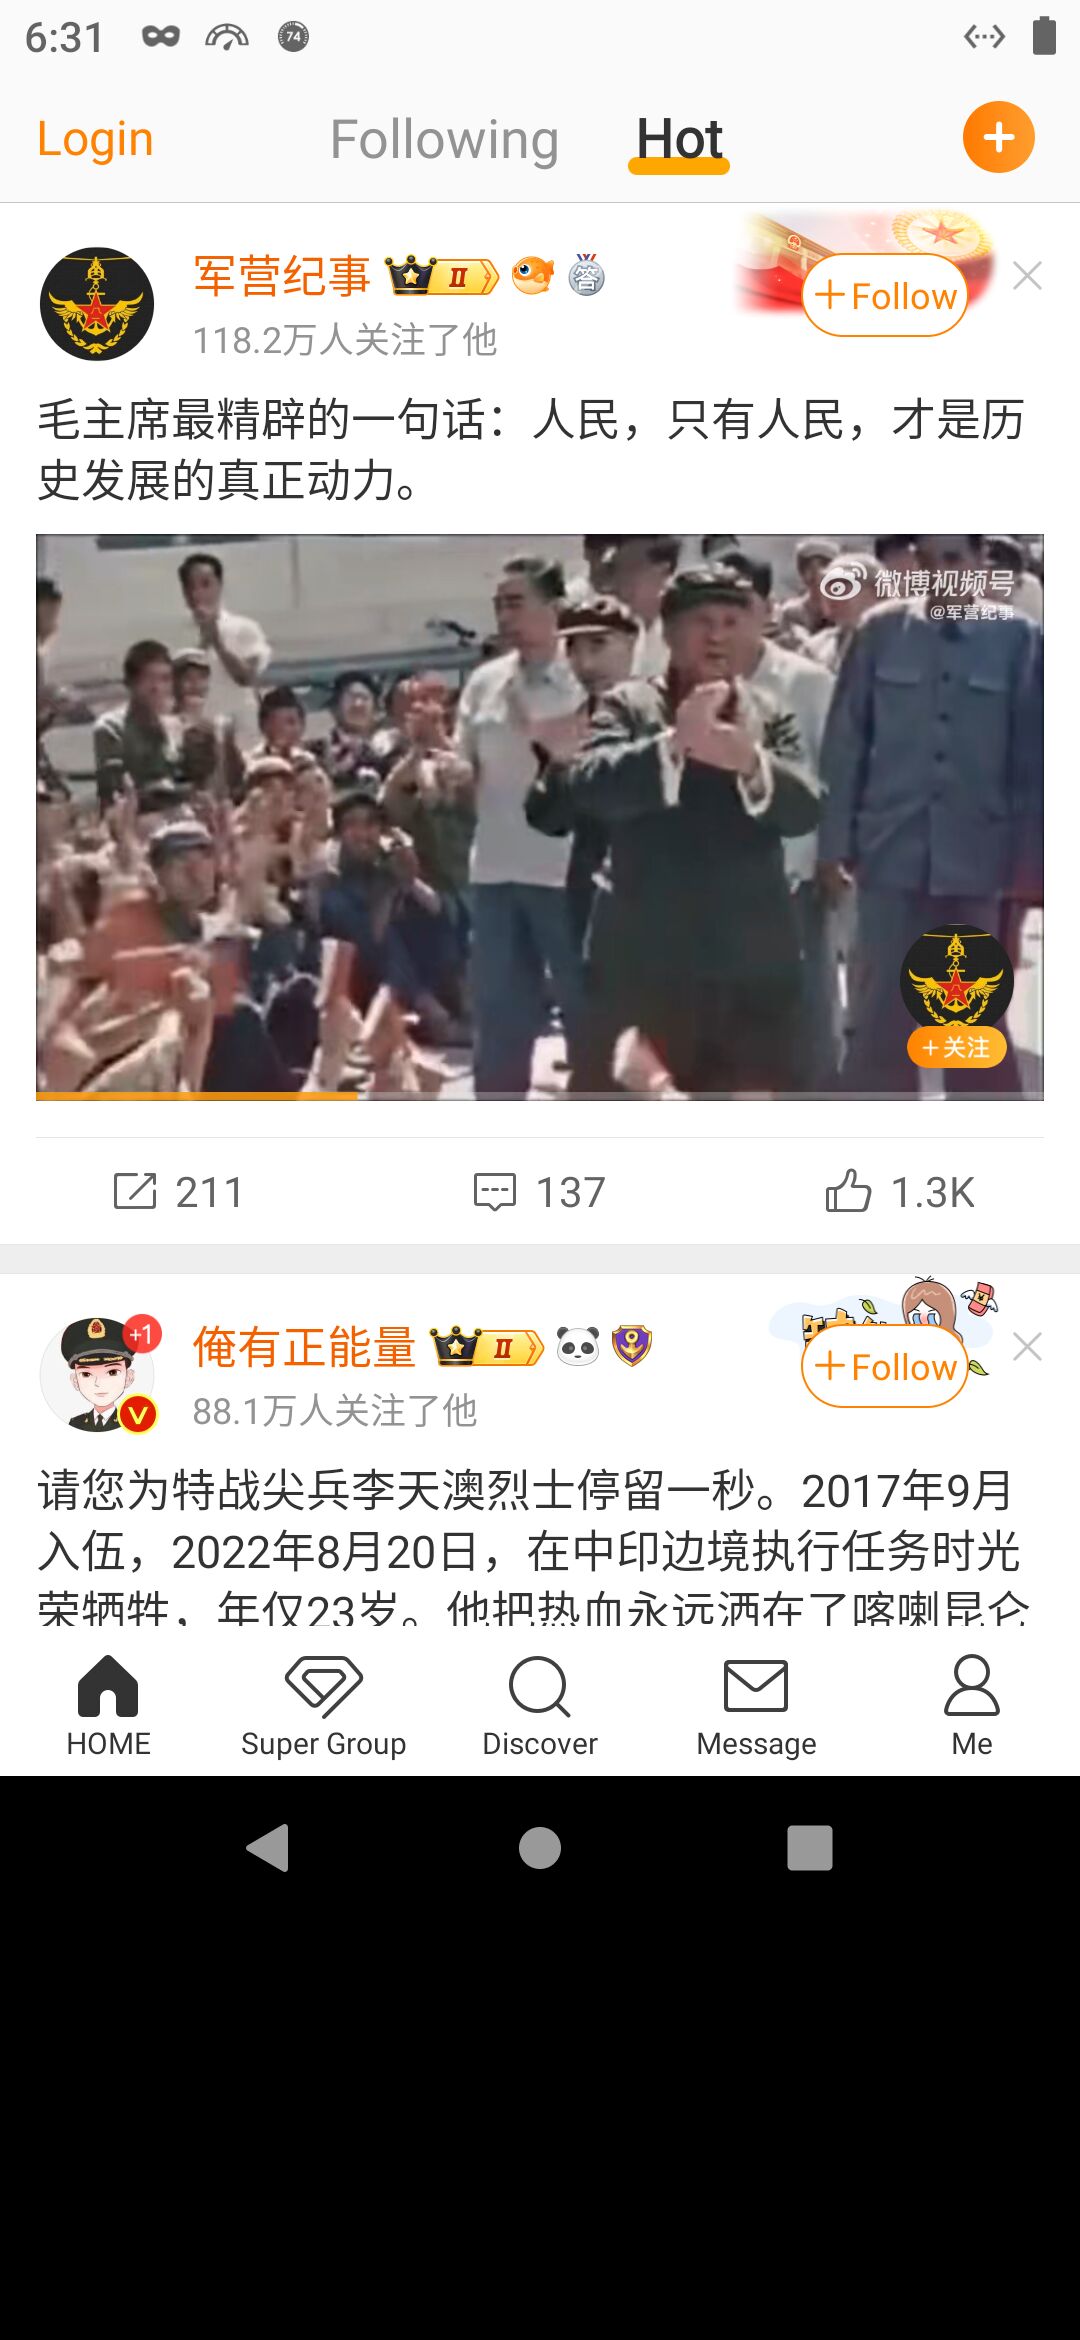 6:31
74
Login
Following
Hot
军营纪事
II
答
+Follow
118.2万人关注了他
毛主席最精辟的一句话：人民，只有人民，才是历
史发展的真正动力。
微博视频号
@军营纪事
+关注
211
137
1.3K
+1
俺有正能量
II
+Follow
V
88.1万人关注了他
请您为特战尖兵李天澳烈士停留一秒。2017年9月
入伍，2022年8月20日，在中印边境执行任务时光
荣牺牲，年仅23岁。他把热血永远洒在了喀喇昆仑
HOME
Super Group
Discover
Message
Me